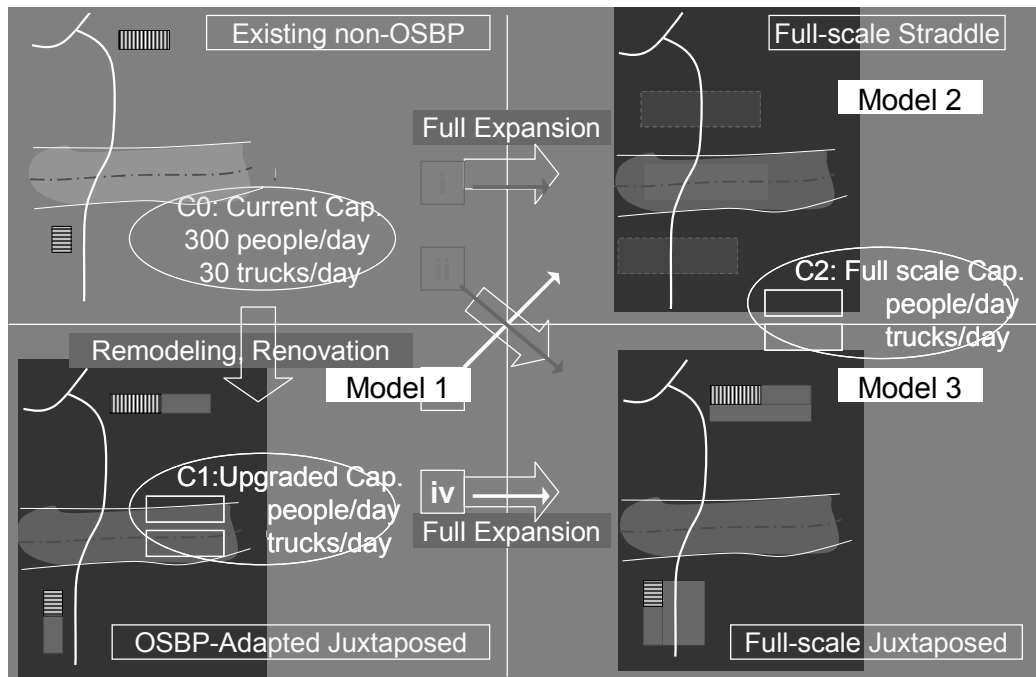 Existing non-OSBP
Full-scale Straddle
Model 2
Full Expansion
i
C0: Current Cap.
300 people/day
30 trucks/day
ii
C2: Full scale Cap.
people/day
trucks/day
Remodeling, Renovation
Model 1
Model 3
C1:Upgraded Cap.
people/day
trucks/day
iv
Full Expansion
OSBP-Adapted Juxtaposed
Full-scale Juxtaposed